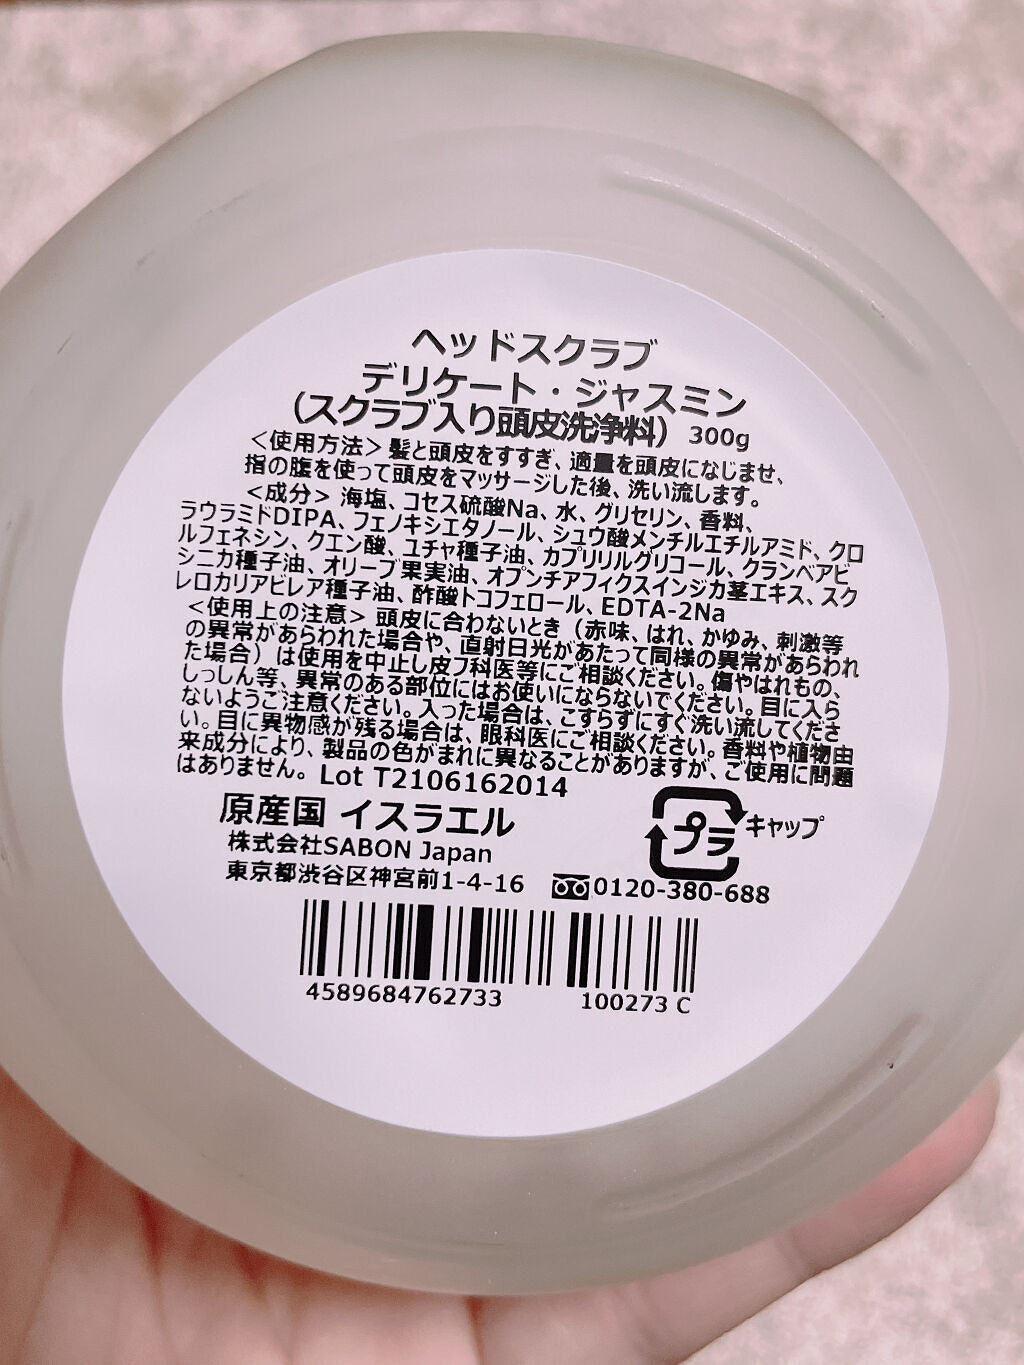 ヘッドスクラブ
デリケート・ジャスミン
（スクラブ入り頭皮洗浄料） 300g
＜使用方法＞髪と頭皮をすすぎ、適量を頭皮になじませ、
指の腹を使って頭皮をマッサージした後、洗い流します。
＜成分＞ 海塩、コセス硫酸Na、水、グリセリン、香料、
ラウラミドDIPA、フェノキシエタノール、シュウ酸メンチルエチルアミド、クロ
ルフェネシン、クエン酸、ユチャ種子油、カプリリルグリコール、クランベアビ
シニカ種子油、オリーブ果実油、オプンチアフィクスインジカ茎エキス、スク
レロカリアビレア種子油、酢酸トコフェロール、EDTA-2Na
＜使用上の注意＞ 頭皮に合わないとき（赤味、はれ、かゆみ、刺激等
の異常があらわれた場合や、直射日光があたって同様の異常があらわれ
た場合）は使用を中止し皮フ科医等にご相談ください。傷やはれもの、
しっしん等、異常のある部位にはお使いにならないでください。目に入ら
ないようご注意ください。入った場合は、こすらずにすぐ洗い流してくださ
い。目に異物感が残る場合は、眼科医にご相談ください。香料や植物由
来成分により、製品の色がまれに異なることがありますが、ご使用に問題
はありません。 Lot T2106162014
原産国 イスラエル
プラ キャップ
株式会社SABON Japan
東京都渋谷区神宮前1-4-16 0120-380-688
4589684762733 100273 C